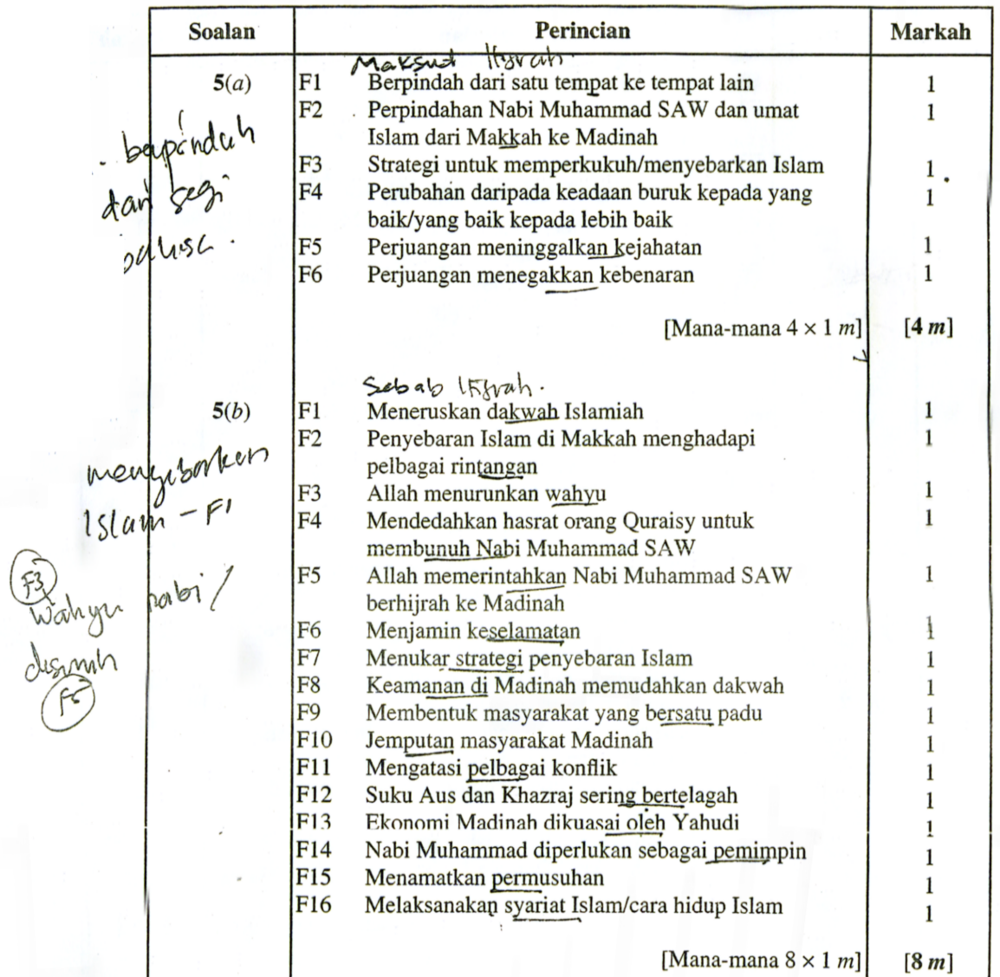 Soalan Perincian Markah
Maksud Hijrah.
5(a) F1 Berpindah dari satu tempat ke tempat lain 1
F2 Perpindahan Nabi Muhammad SAW dan umat 1
Islam dari Makkah ke Madinah
berpindah
F3 Strategi untuk memperkukuh/menyebarkan Islam 1
dari segi
F4 Perubahan daripada keadaan buruk kepada yang 1
baik/yang baik kepada lebih baik
F5 Perjuangan meninggalkan kejahatan 1
F6 Perjuangan menegakkan kebenaran 1
[Mana-mana 4 × 1 m] [4 m]
Sebab Hijrah.
5(b) F1 Meneruskan dakwah Islamiah 1
F2 Penyebaran Islam di Makkah menghadapi 1
pelbagai rintangan
menyebarkan
F3 Allah menurunkan wahyu 1
Islam - F1
F4 Mendedahkan hasrat orang Quraisy untuk 1
membunuh Nabi Muhammad SAW
F3
F5 Allah memerintahkan Nabi Muhammad SAW 1
berhijrah ke Madinah
Wahyu nabi /
F6 Menjamin keselamatan 1
F7 Menukar strategi penyebaran Islam 1
F8 Keamanan di Madinah memudahkan dakwah 1
F5
F9 Membentuk masyarakat yang bersatu padu 1
F10 Jemputan masyarakat Madinah 1
F11 Mengatasi pelbagai konflik 1
F12 Suku Aus dan Khazraj sering bertelagah 1
F13 Ekonomi Madinah dikuasai oleh Yahudi 1
F14 Nabi Muhammad diperlukan sebagai pemimpin 1
F15 Menamatkan permusuhan 1
F16 Melaksanakan syariat Islam/cara hidup Islam 1
[Mana-mana 8 × 1 m] [8 m]